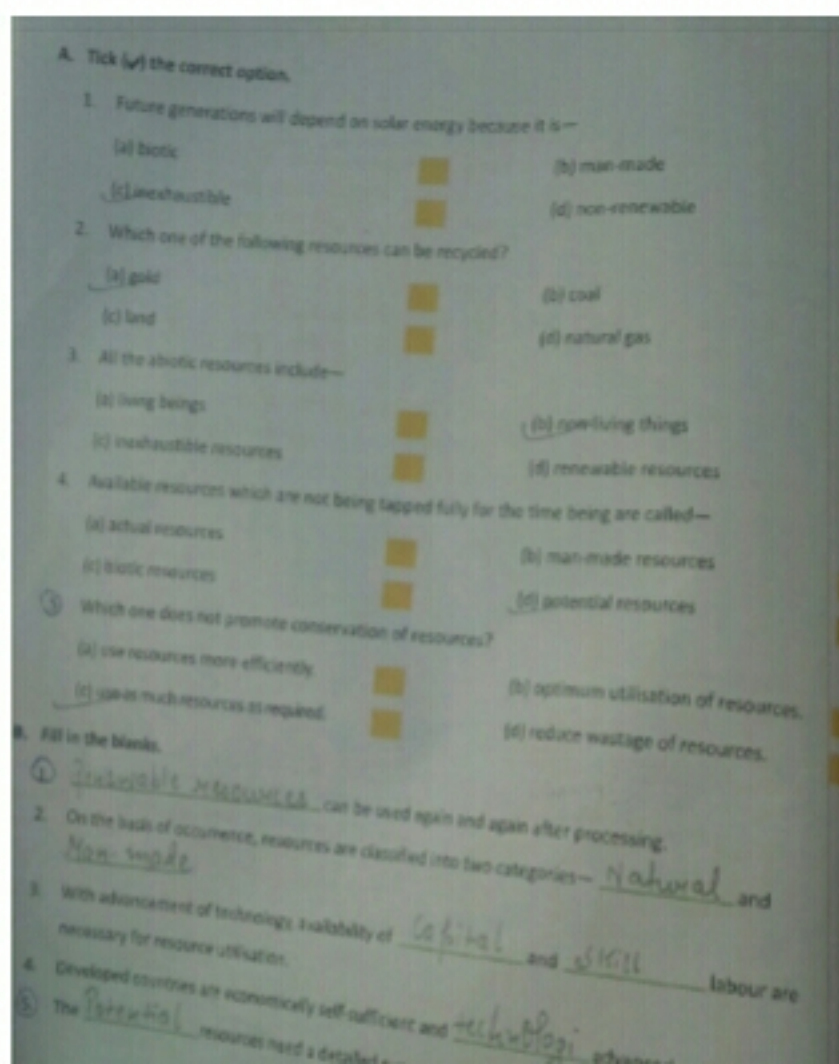 A. Tick (✓) the correct option.
1. Future generations will depend on solar energy because it is—
(a) biotic (b) man-made
(c) inexhaustible (d) non-renewable
2. Which one of the following resources can be recycled?
(a) gold (b) coal
(c) land (d) natural gas
3. All the abiotic resources include—
(a) living beings (b) non-living things
(c) inexhaustible resources (d) renewable resources
4. Available resources which are not being tapped fully for the time being are called—
(a) actual resources (b) man-made resources
(c) biotic resources (d) potential resources
5 Which one does not promote conservation of resources?
(a) use resources more efficiently (b) optimum utilisation of resources.
(c) use as much resources as required. (d) reduce wastage of resources.
B. Fill in the blanks.
1 Renewable resources can be used again and again after processing.
2. On the basis of occurrence, resources are classified into two categories— Natural and
Man-made
3. With advancement of technology, availability of Capital and skill labour are
necessary for resource utilisation.
4. Developed countries are economically self-sufficient and technologi
5 The Potential resources need a detailed